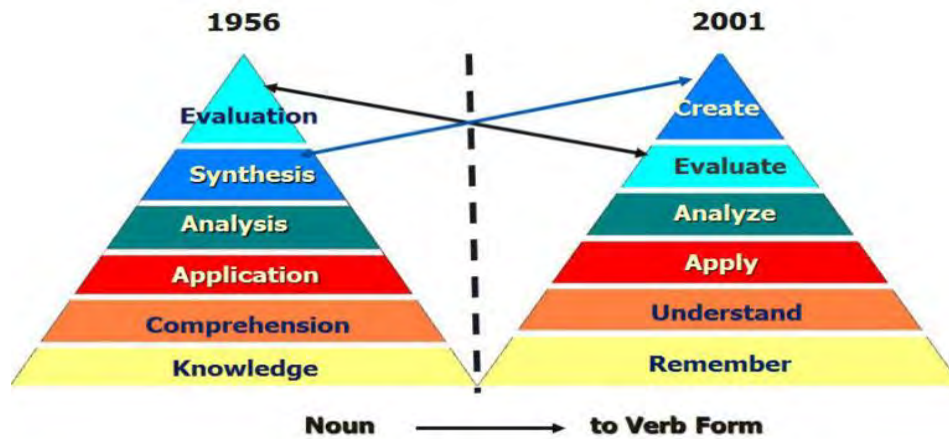 1956
2001
Evaluation
Synthesis
Analysis
Application
Comprehension
Knowledge
Create
Evaluate
Analyze
Apply
Understand
Remember
Noun
to Verb Form